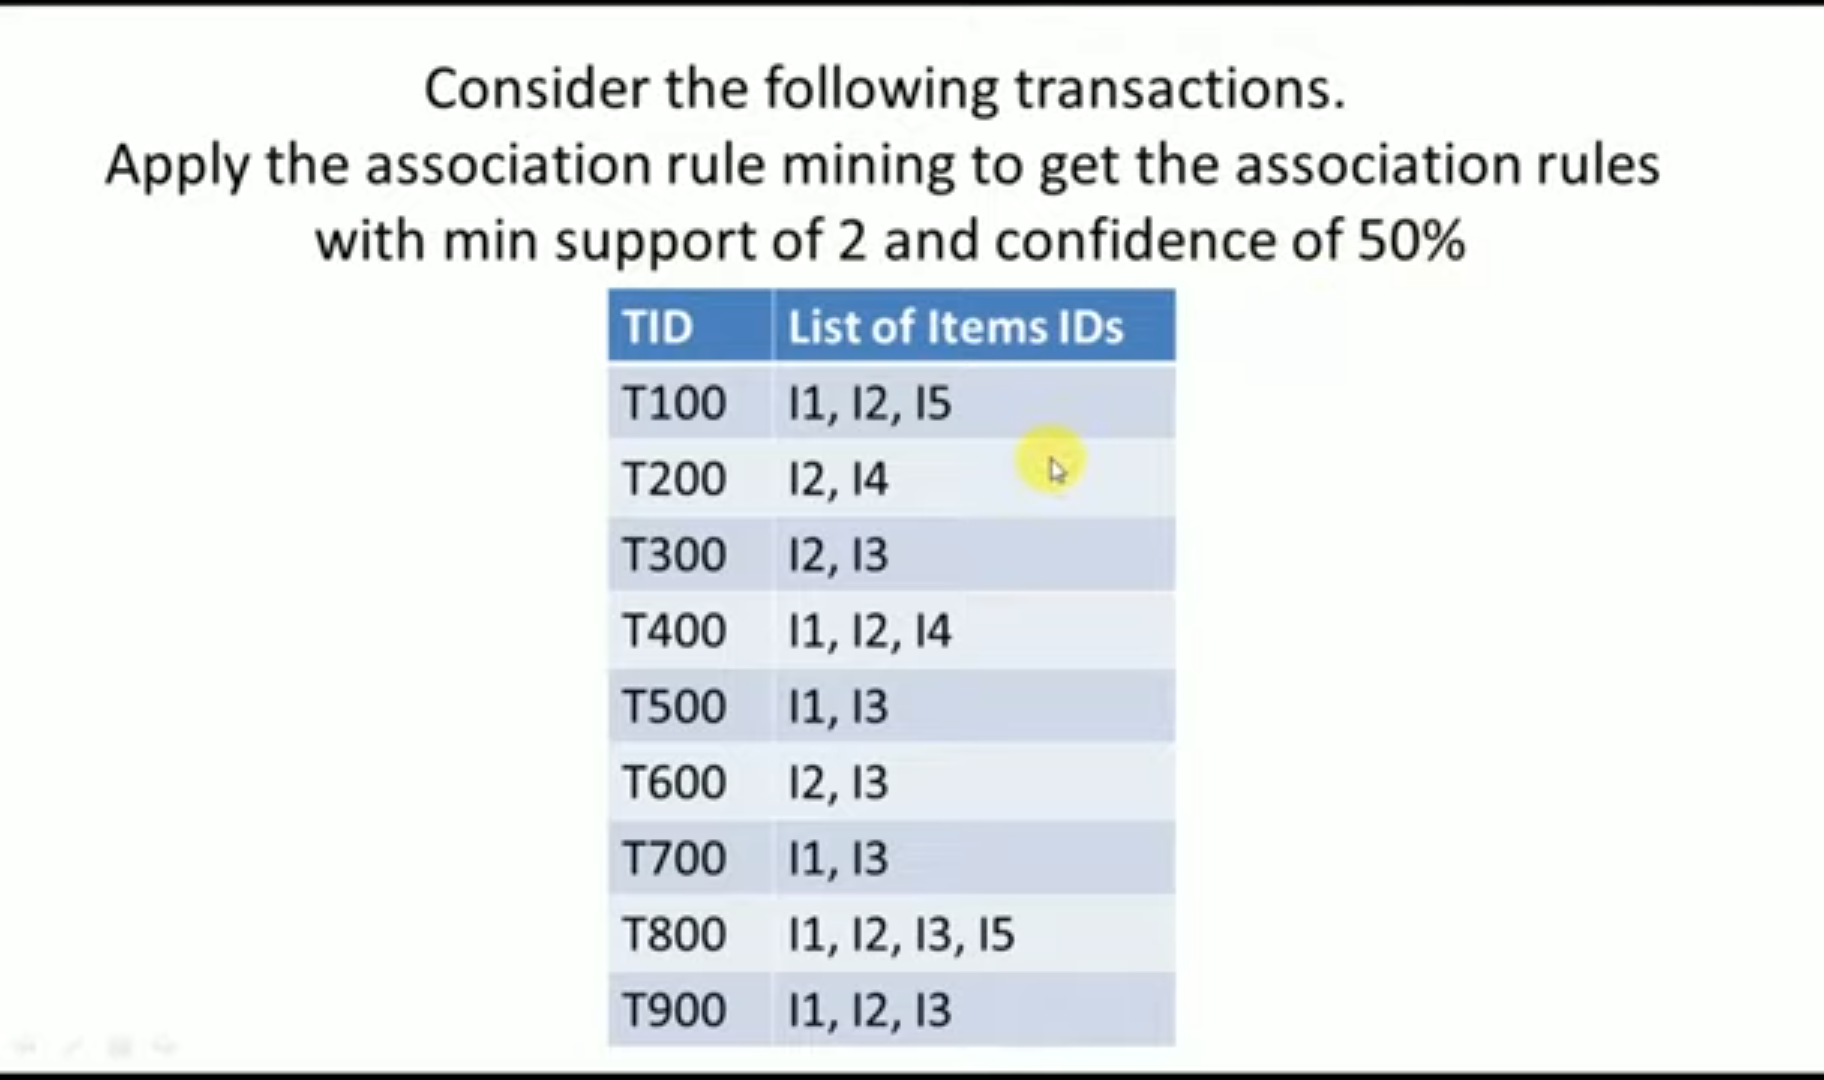 Consider the following transactions.
Apply the association rule mining to get the association rules
with min support of 2 and confidence of 50%
TID List of Items IDs
T100 I1, I2, I5
T200 I2, I4
T300 I2, I3
T400 I1, I2, I4
T500 I1, I3
T600 I2, I3
T700 I1, I3
T800 I1, I2, I3, I5
T900 I1, I2, I3